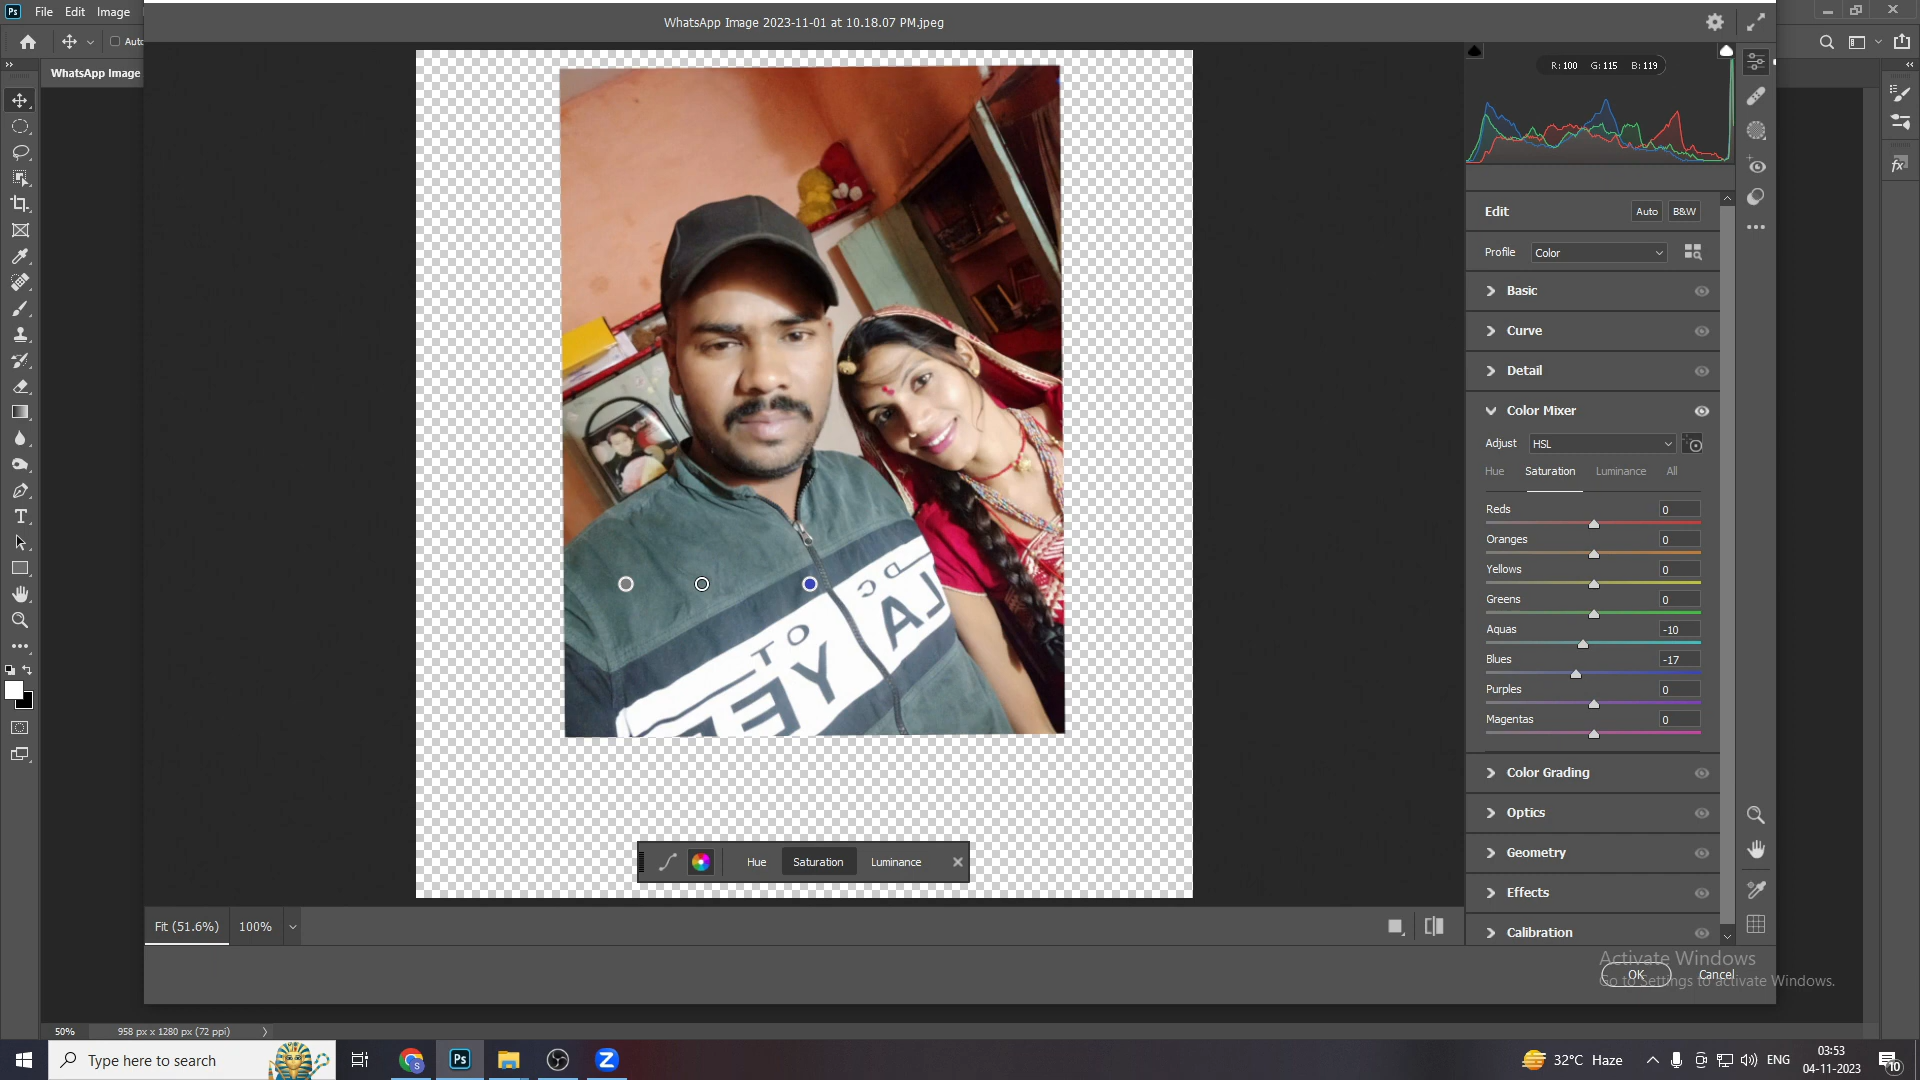 Ps File Edit Image
WhatsApp Image 2023-11-01 at 10.18.07 PM.jpeg
WhatsApp Image
R: 100 G: 115 B: 119
Edit Auto B&W
Profile Color
Basic
Curve
Detail
Color Mixer
Adjust HSL
Hue Saturation Luminance All
Reds 0
Oranges 0
Yellows 0
Greens 0
Aquas -10
Blues -17
Purples 0
Magentas 0
Color Grading
Optics
Geometry
Effects
Calibration
Hue Saturation Luminance
Fit (51.6%) 100%
Activate Windows
Go to Settings to activate Windows.
OK Cancel
50% 958 px x 1280 px (72 ppi)
Type here to search
Ps
32°C Haze
ENG
03:53
04-11-2023
10